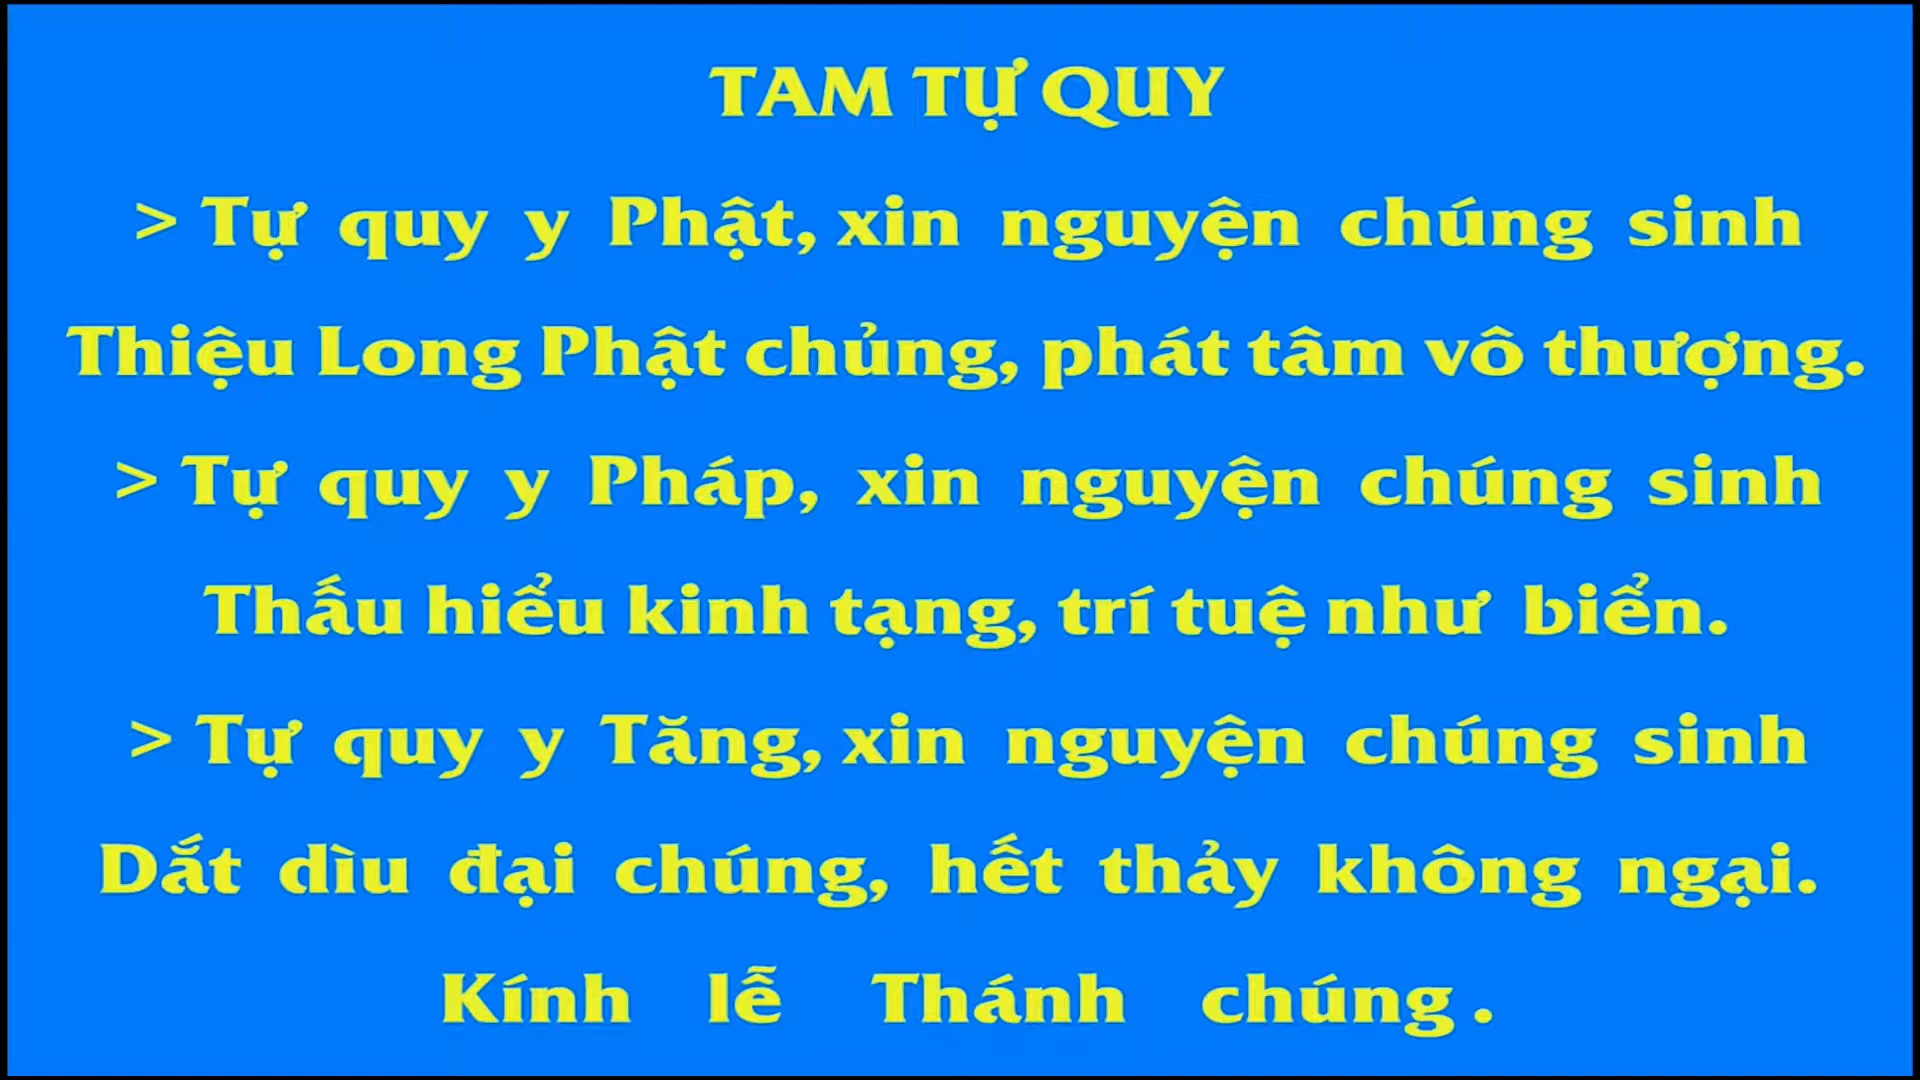 TAM TỰ QUY
> Tự quy y Phật, xin nguyện chúng sinh
Thiệu Long Phật chủng, phát tâm vô thượng.
> Tự quy y Pháp, xin nguyện chúng sinh
Thấu hiểu kinh tạng, trí tuệ như biển.
> Tự quy y Tăng, xin nguyện chúng sinh
Dắt dìu đại chúng, hết thảy không ngại.
Kính lễ Thánh chúng .